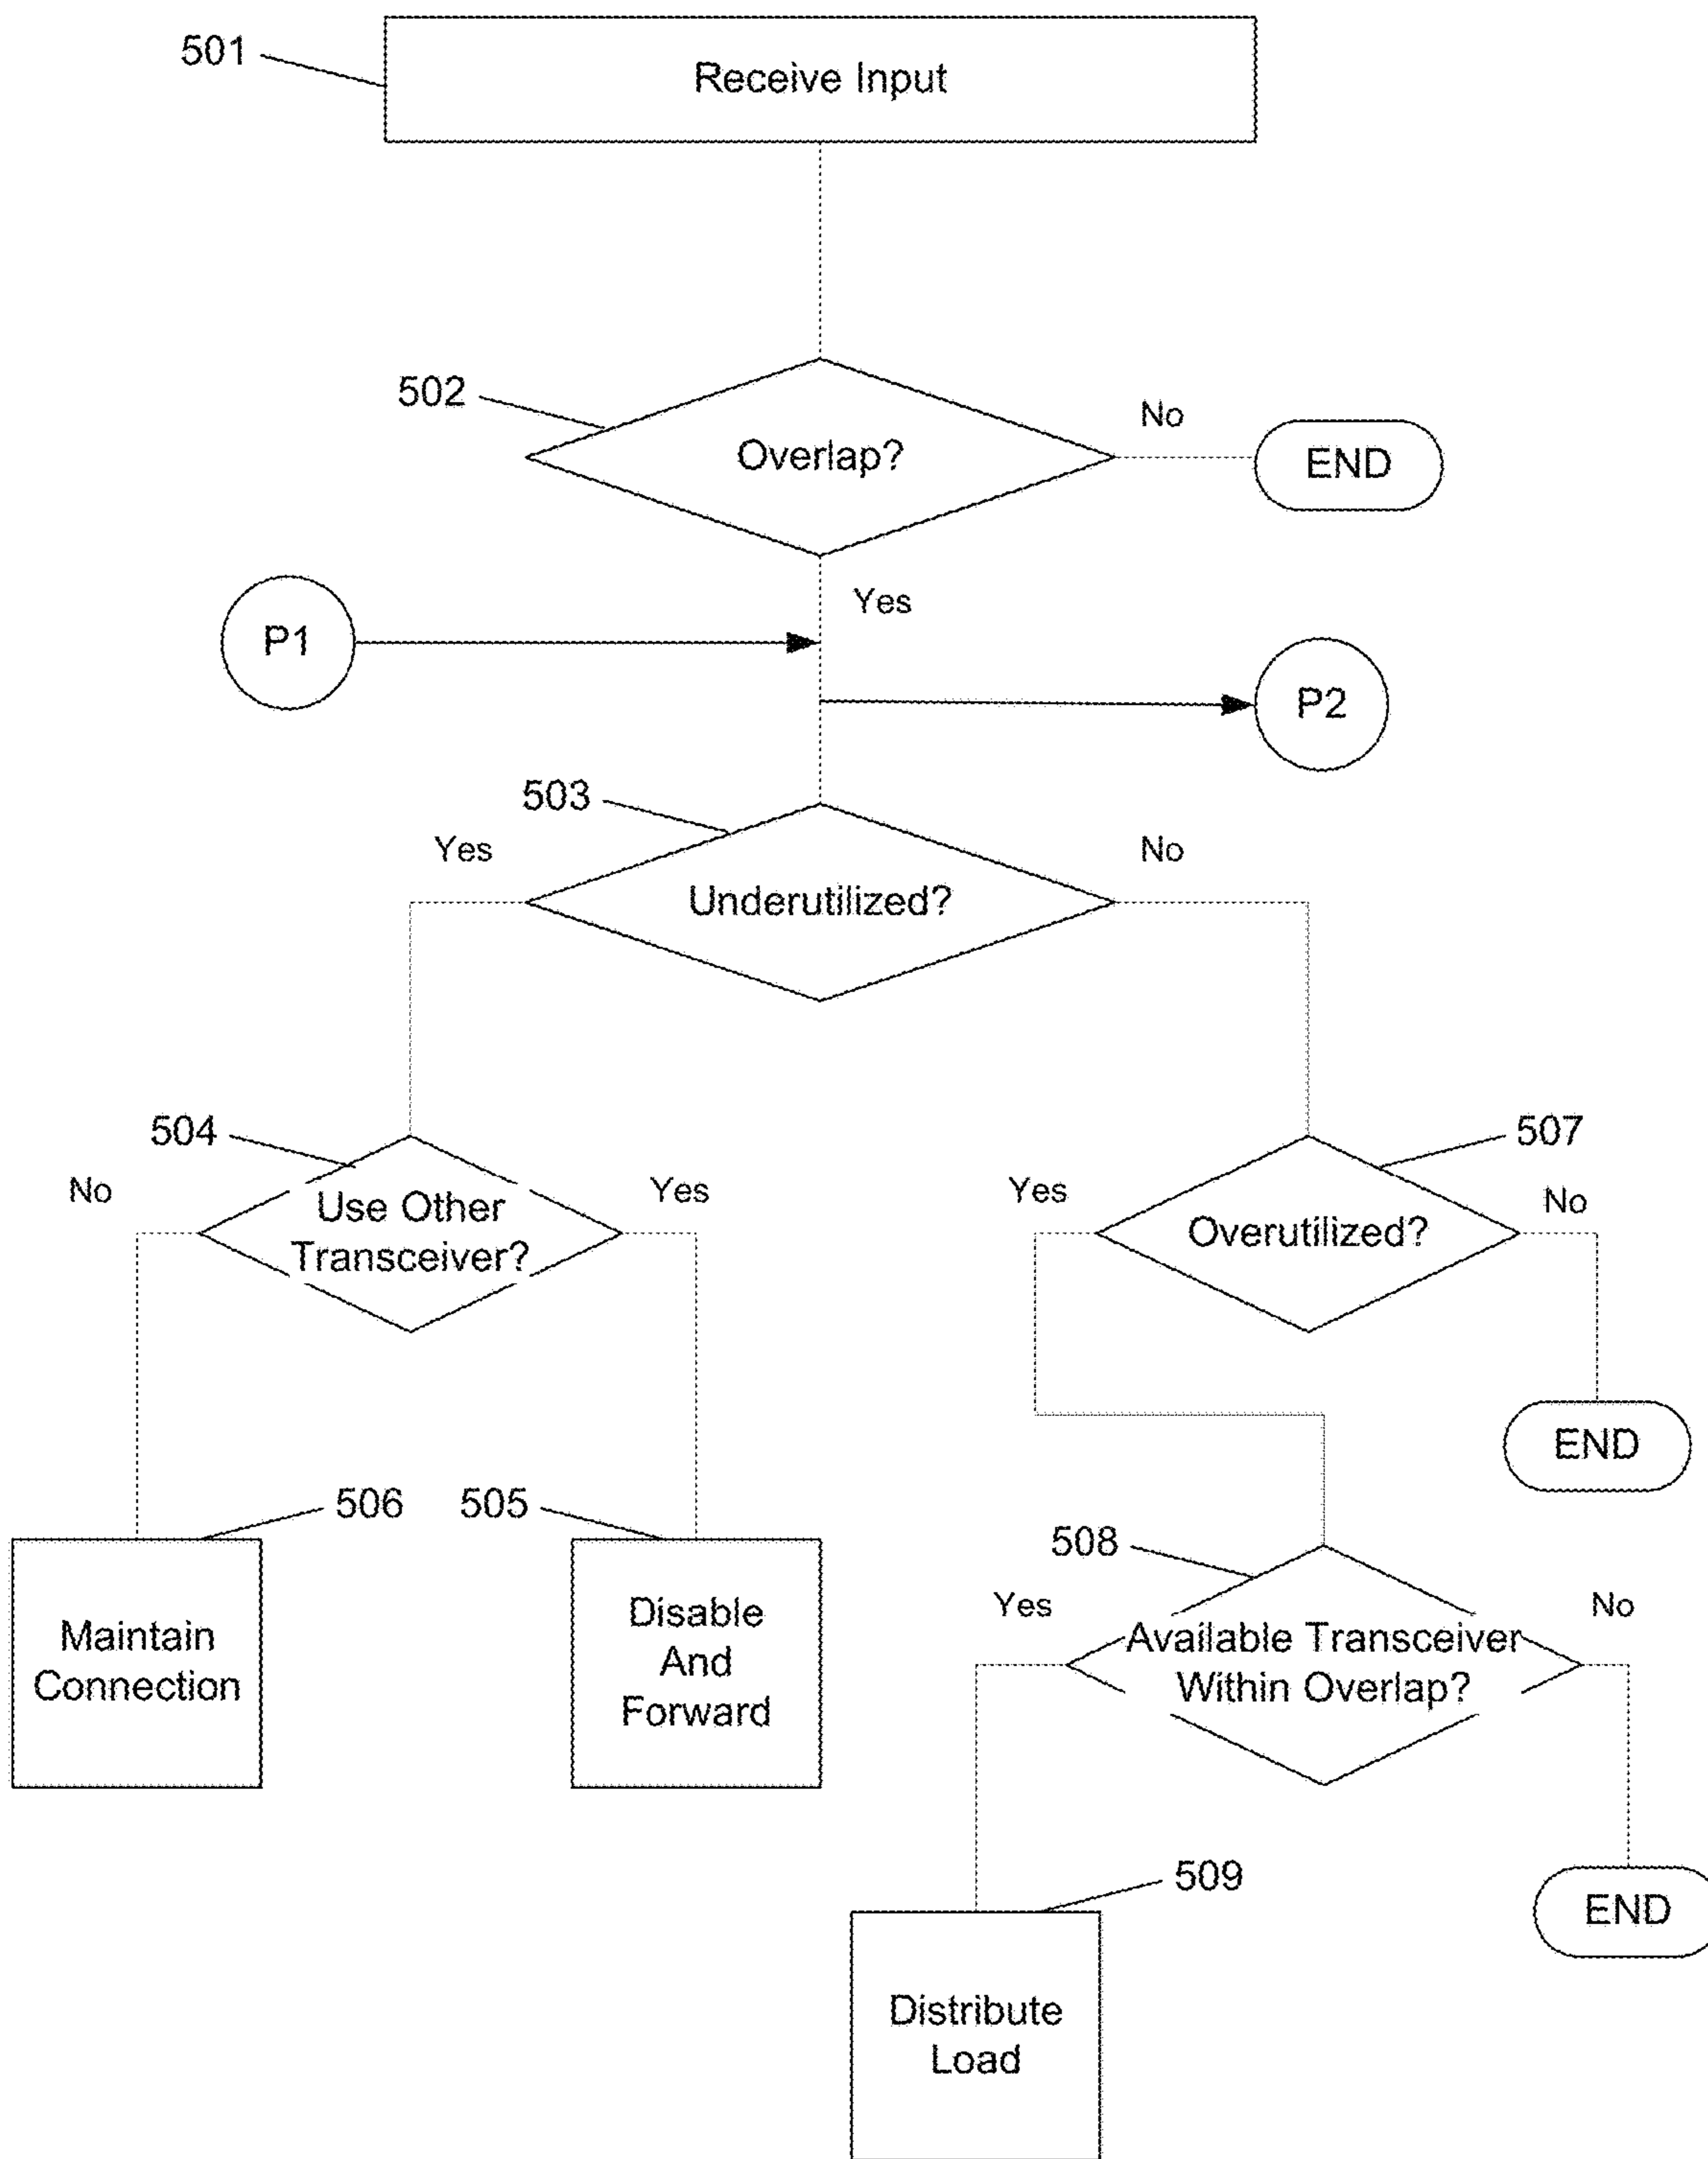 501
Receive Input
502
Overlap?
No
END
Yes
P1
P2
503
Yes
Underutilized?
No
504
No
Use Other
Transceiver?
Yes
507
Yes
Overutilized?
No
END
506
505
Maintain
Connection
Disable
And
Forward
508
Yes
Available Transceiver
Within Overlap?
No
END
509
Distribute
Load